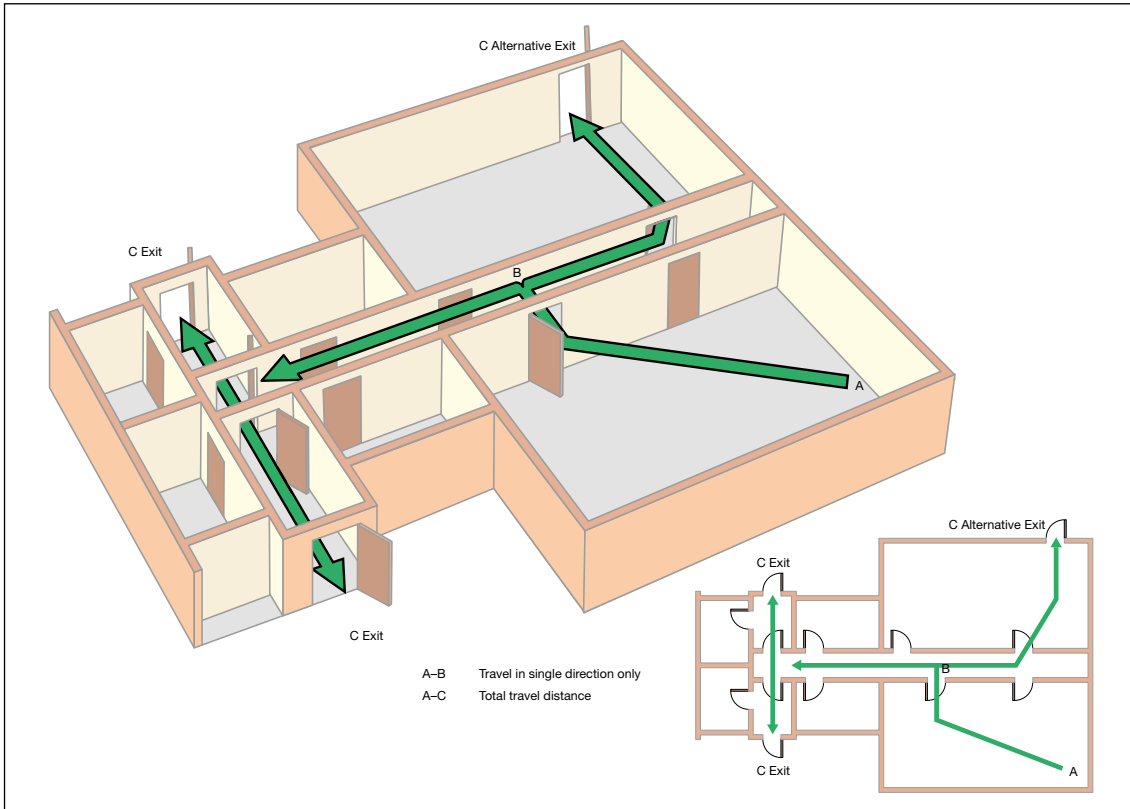 C Alternative Exit
C Exit
B
A
C Exit
A–B Travel in single direction only
A–C Total travel distance
C Alternative Exit
C Exit
B
A
C Exit